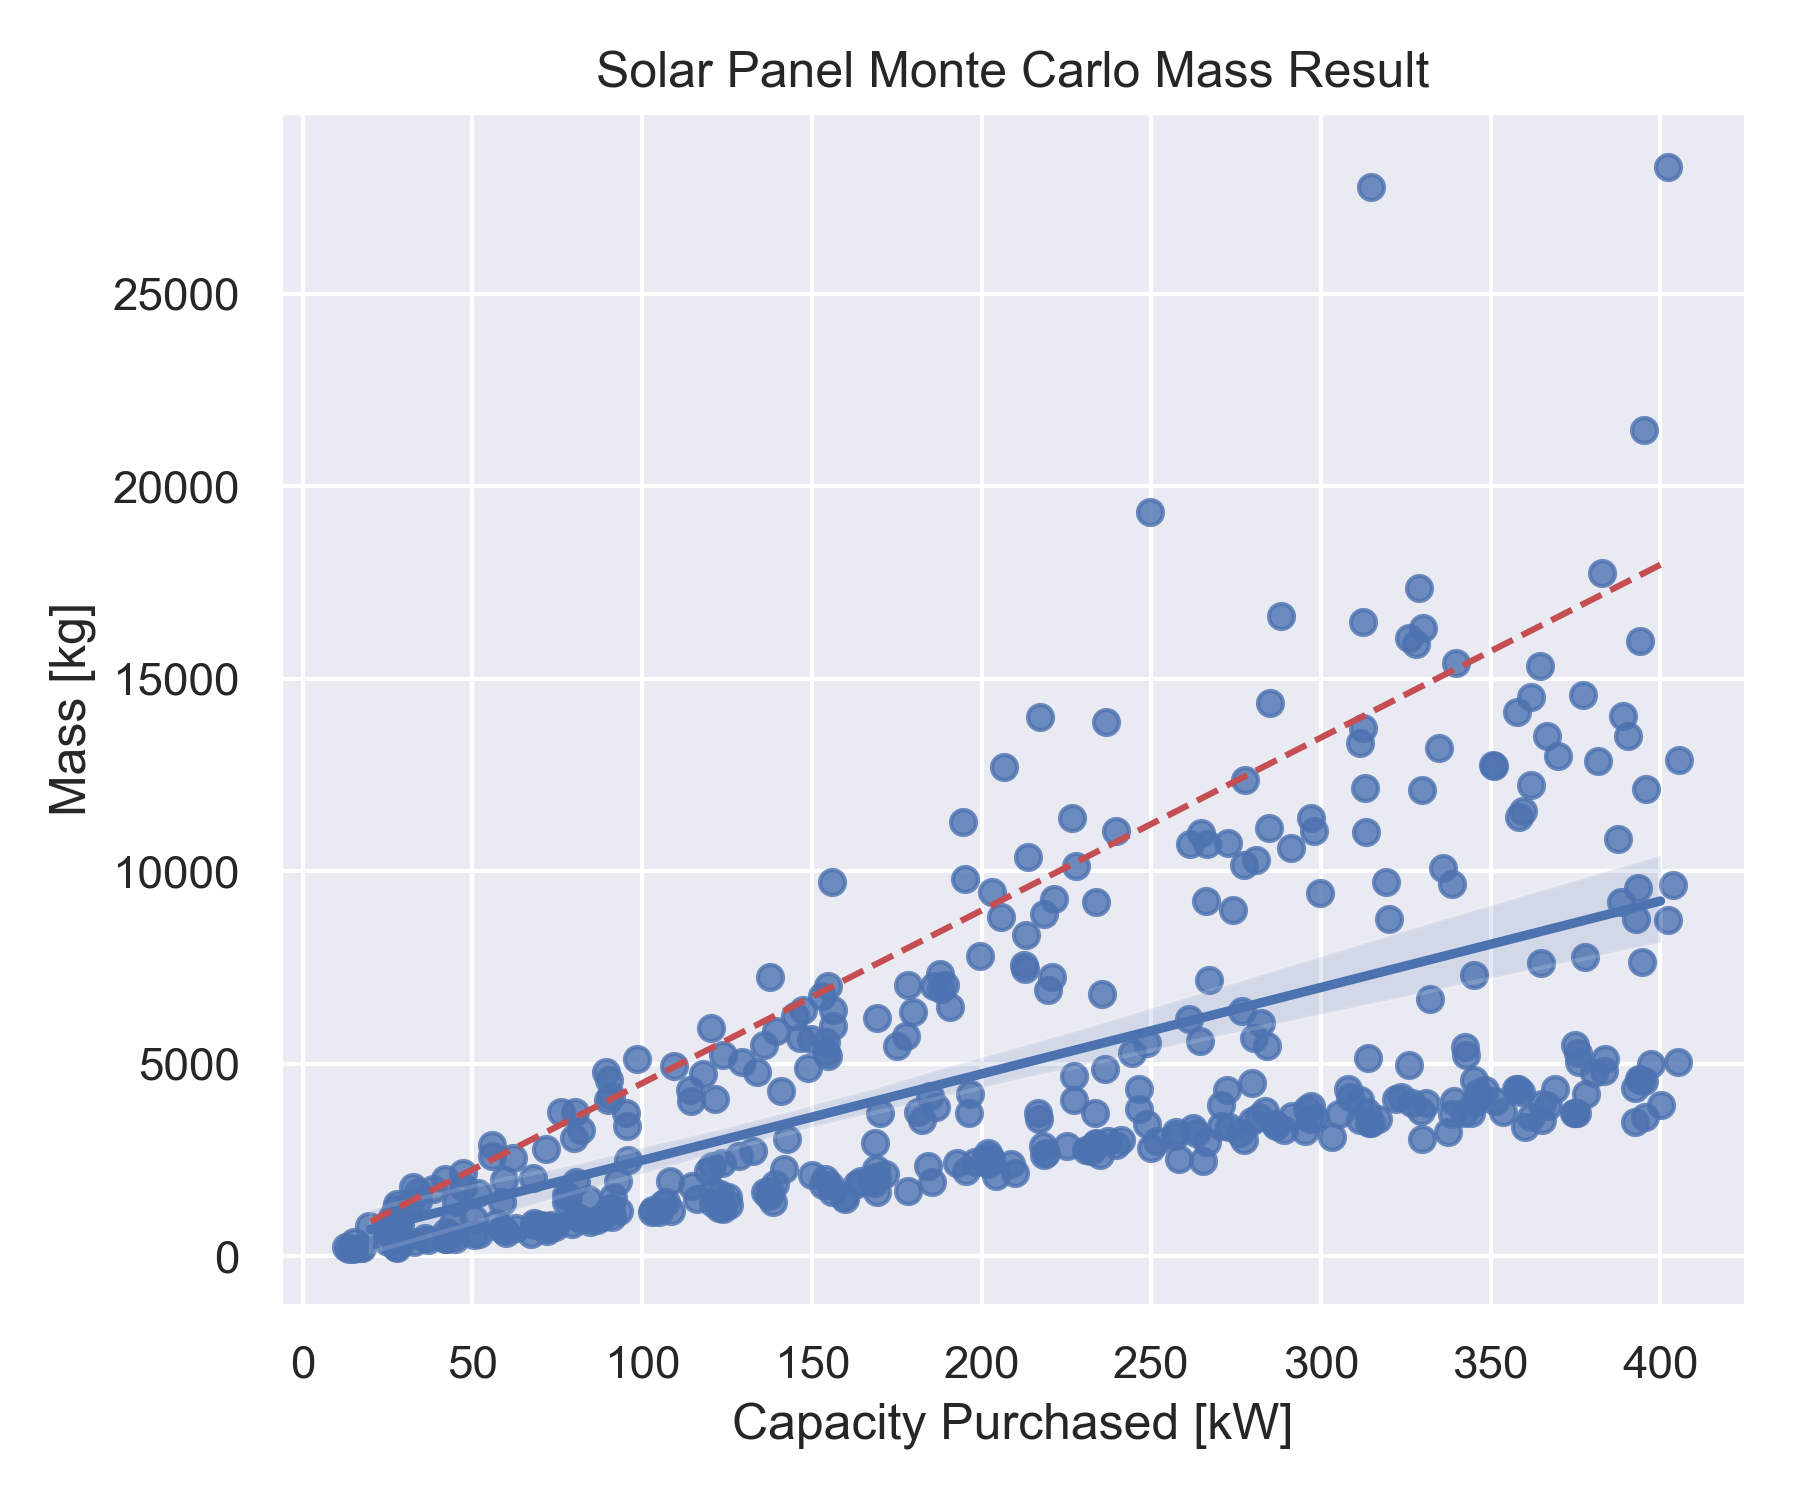 Solar Panel Monte Carlo Mass Result
25000
20000
15000
10000
5000
0
Mass [kg]
0 50 100 150 200 250 300 350 400
Capacity Purchased [kW]